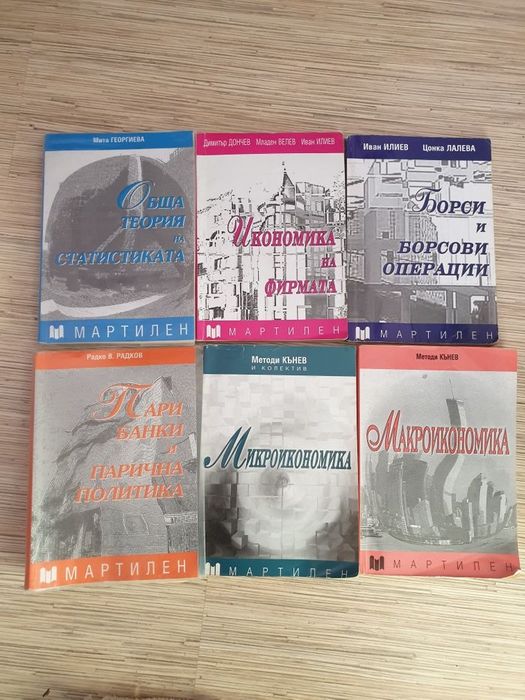 Мита ГЕОРГИЕВА
ОБЩА
ТЕОРИЯ
НА
СТАТИСТИКАТА
МАРТИЛЕН
Димитър ДОНЧЕВ Младен ВЕЛЕВ Иван ИЛИЕВ
ИКОНОМИКА
НА
ФИРМАТА
МАРТИЛЕН
Иван ИЛИЕВ Цонка ЛАЛЕВА
БОРСИ
И
БОРСОВИ
ОПЕРАЦИИ
МАРТИЛЕН
Радко В. РАДКОВ
ПАРИ
БАНКИ
И
ПАРИЧНА
ПОЛИТИКА
МАРТИЛЕН
Методи КЪНЕВ
И КОЛЕКТИВ
МИКРОИКОНОМИКА
МАРТИЛЕН
Методи КЪНЕВ
МАКРОИКОНОМИКА
МАРТИЛЕН